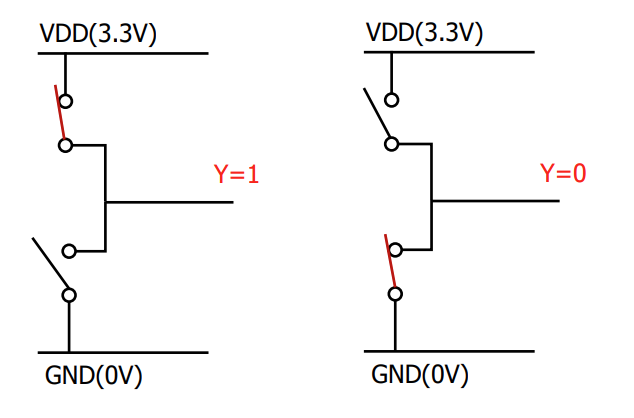 VDD(3.3V)
Y=1
GND(0V)
VDD(3.3V)
Y=0
GND(0V)